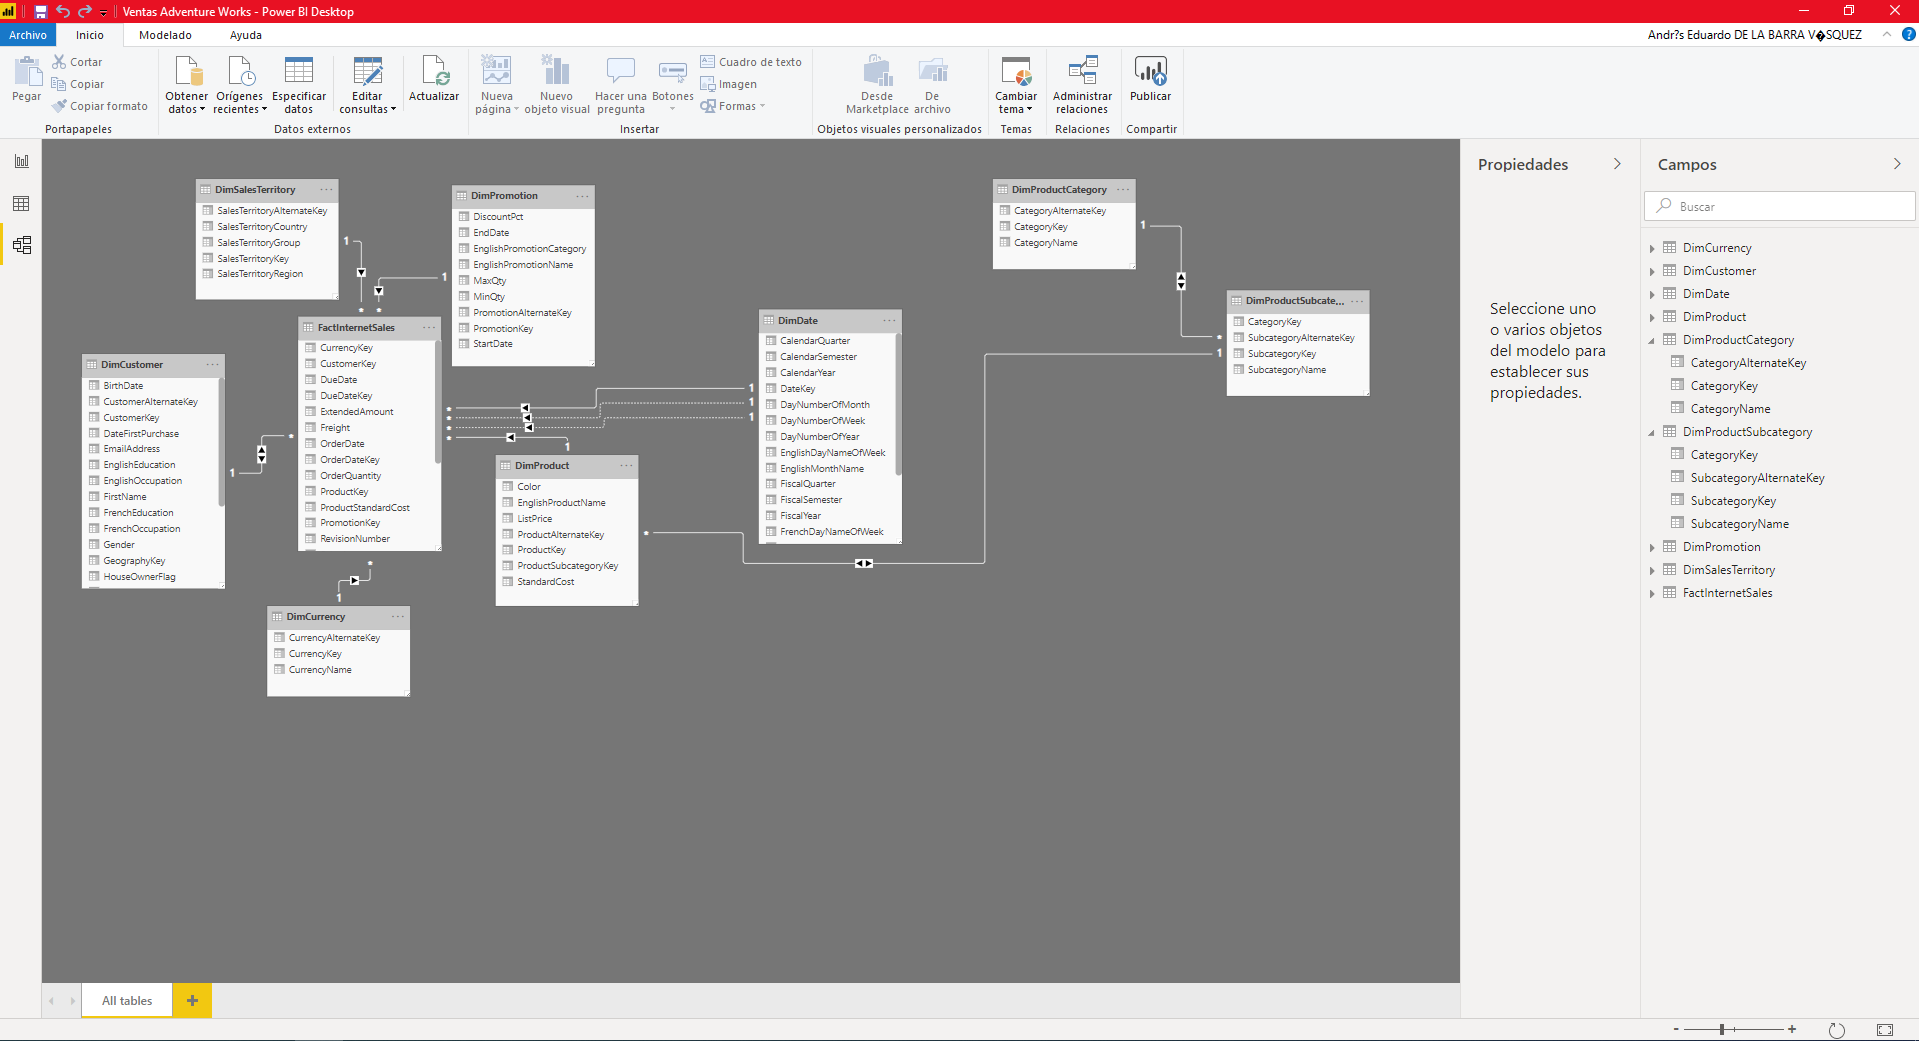 Ventas Adventure Works - Power BI Desktop
Archivo
Inicio
Modelado
Ayuda
Andr?s Eduardo DE LA BARRA V�SQUEZ
?
Pegar
Cortar
Copiar
Copiar formato
Portapapeles
Obtener datos
Orígenes recientes
Especificar datos
Editar consultas
Datos externos
Actualizar
Nueva página
Nuevo objeto visual
Hacer una pregunta
Botones
Cuadro de texto
Imagen
Formas
Insertar
Desde Marketplace
De archivo
Objetos visuales personalizados
Cambiar tema
Temas
Administrar relaciones
Relaciones
Publicar
Compartir
DimSalesTerritory
SalesTerritoryAlternateKey
SalesTerritoryCountry
SalesTerritoryGroup
SalesTerritoryKey
SalesTerritoryRegion
1
*
DimPromotion
DiscountPct
EndDate
EnglishPromotionCategory
EnglishPromotionName
MaxQty
MinQty
PromotionAlternateKey
PromotionKey
StartDate
1
*
DimProductCategory
CategoryAlternateKey
CategoryKey
CategoryName
1
*
DimProductSubcate...
CategoryKey
SubcategoryAlternateKey
SubcategoryKey
SubcategoryName
1
*
FactInternetSales
CurrencyKey
CustomerKey
DueDate
DueDateKey
ExtendedAmount
Freight
OrderDate
OrderDateKey
OrderQuantity
ProductKey
ProductStandardCost
PromotionKey
RevisionNumber
DimCustomer
BirthDate
CustomerAlternateKey
CustomerKey
DateFirstPurchase
EmailAddress
EnglishEducation
EnglishOccupation
FirstName
FrenchEducation
FrenchOccupation
Gender
GeographyKey
HouseOwnerFlag
1
*
DimDate
CalendarQuarter
CalendarSemester
CalendarYear
DateKey
DayNumberOfMonth
DayNumberOfWeek
DayNumberOfYear
EnglishDayNameOfWeek
EnglishMonthName
FiscalQuarter
FiscalSemester
FiscalYear
FrenchDayNameOfWeek
1
1
1
*
*
*
*
1
DimProduct
Color
EnglishProductName
ListPrice
ProductAlternateKey
ProductKey
ProductSubcategoryKey
StandardCost
*
1
DimCurrency
CurrencyAlternateKey
CurrencyKey
CurrencyName
Propiedades
Seleccione uno
o varios objetos
del modelo para
establecer sus
propiedades.
Campos
Buscar
DimCurrency
DimCustomer
DimDate
DimProduct
DimProductCategory
CategoryAlternateKey
CategoryKey
CategoryName
DimProductSubcategory
CategoryKey
SubcategoryAlternateKey
SubcategoryKey
SubcategoryName
DimPromotion
DimSalesTerritory
FactInternetSales
All tables
+
- +